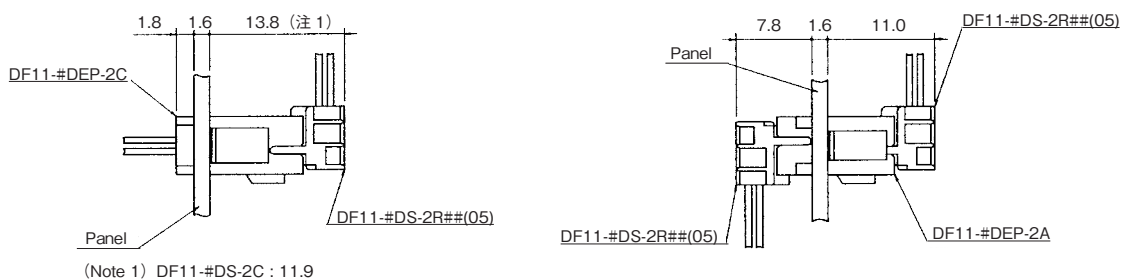 1.8 1.6 13.8（注 1）
DF11-#DEP-2C
DF11-#DS-2R##(05)
Panel
(Note 1) DF11-#DS-2C : 11.9
7.8 1.6 11.0
DF11-#DS-2R##(05)
Panel
DF11-#DS-2R##(05)
DF11-#DEP-2A